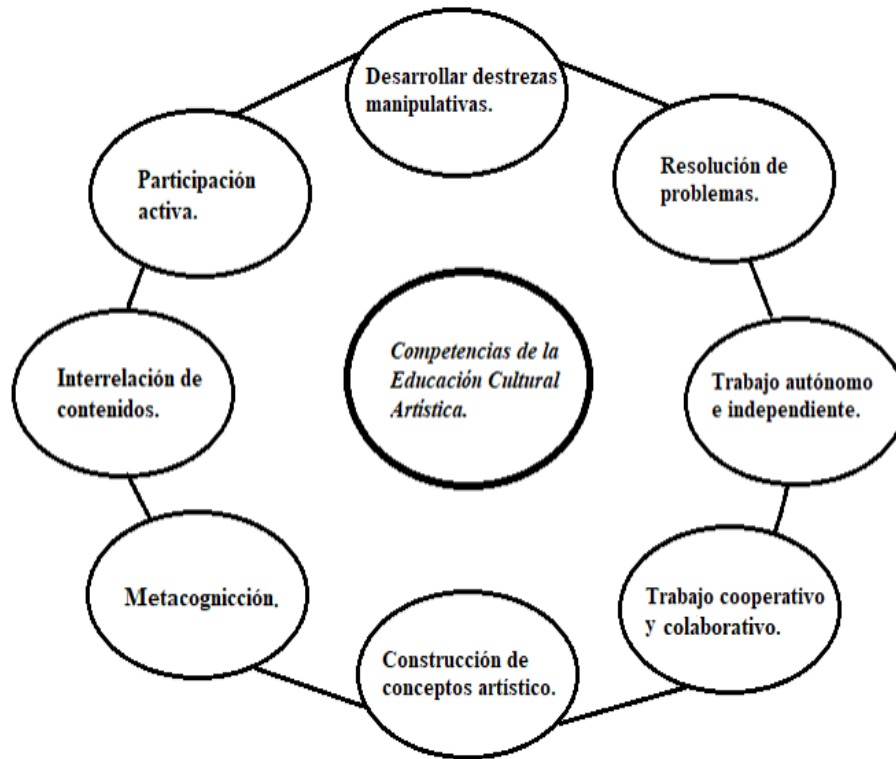 Desarrollar destrezas
manipulativas.
Resolución de
problemas.
Trabajo autónomo
e independiente.
Trabajo cooperativo
y colaborativo.
Construcción de
conceptos artístico.
Metacognicción.
Interrelación de
contenidos.
Participación
activa.
Competencias de la
Educación Cultural
Artística.